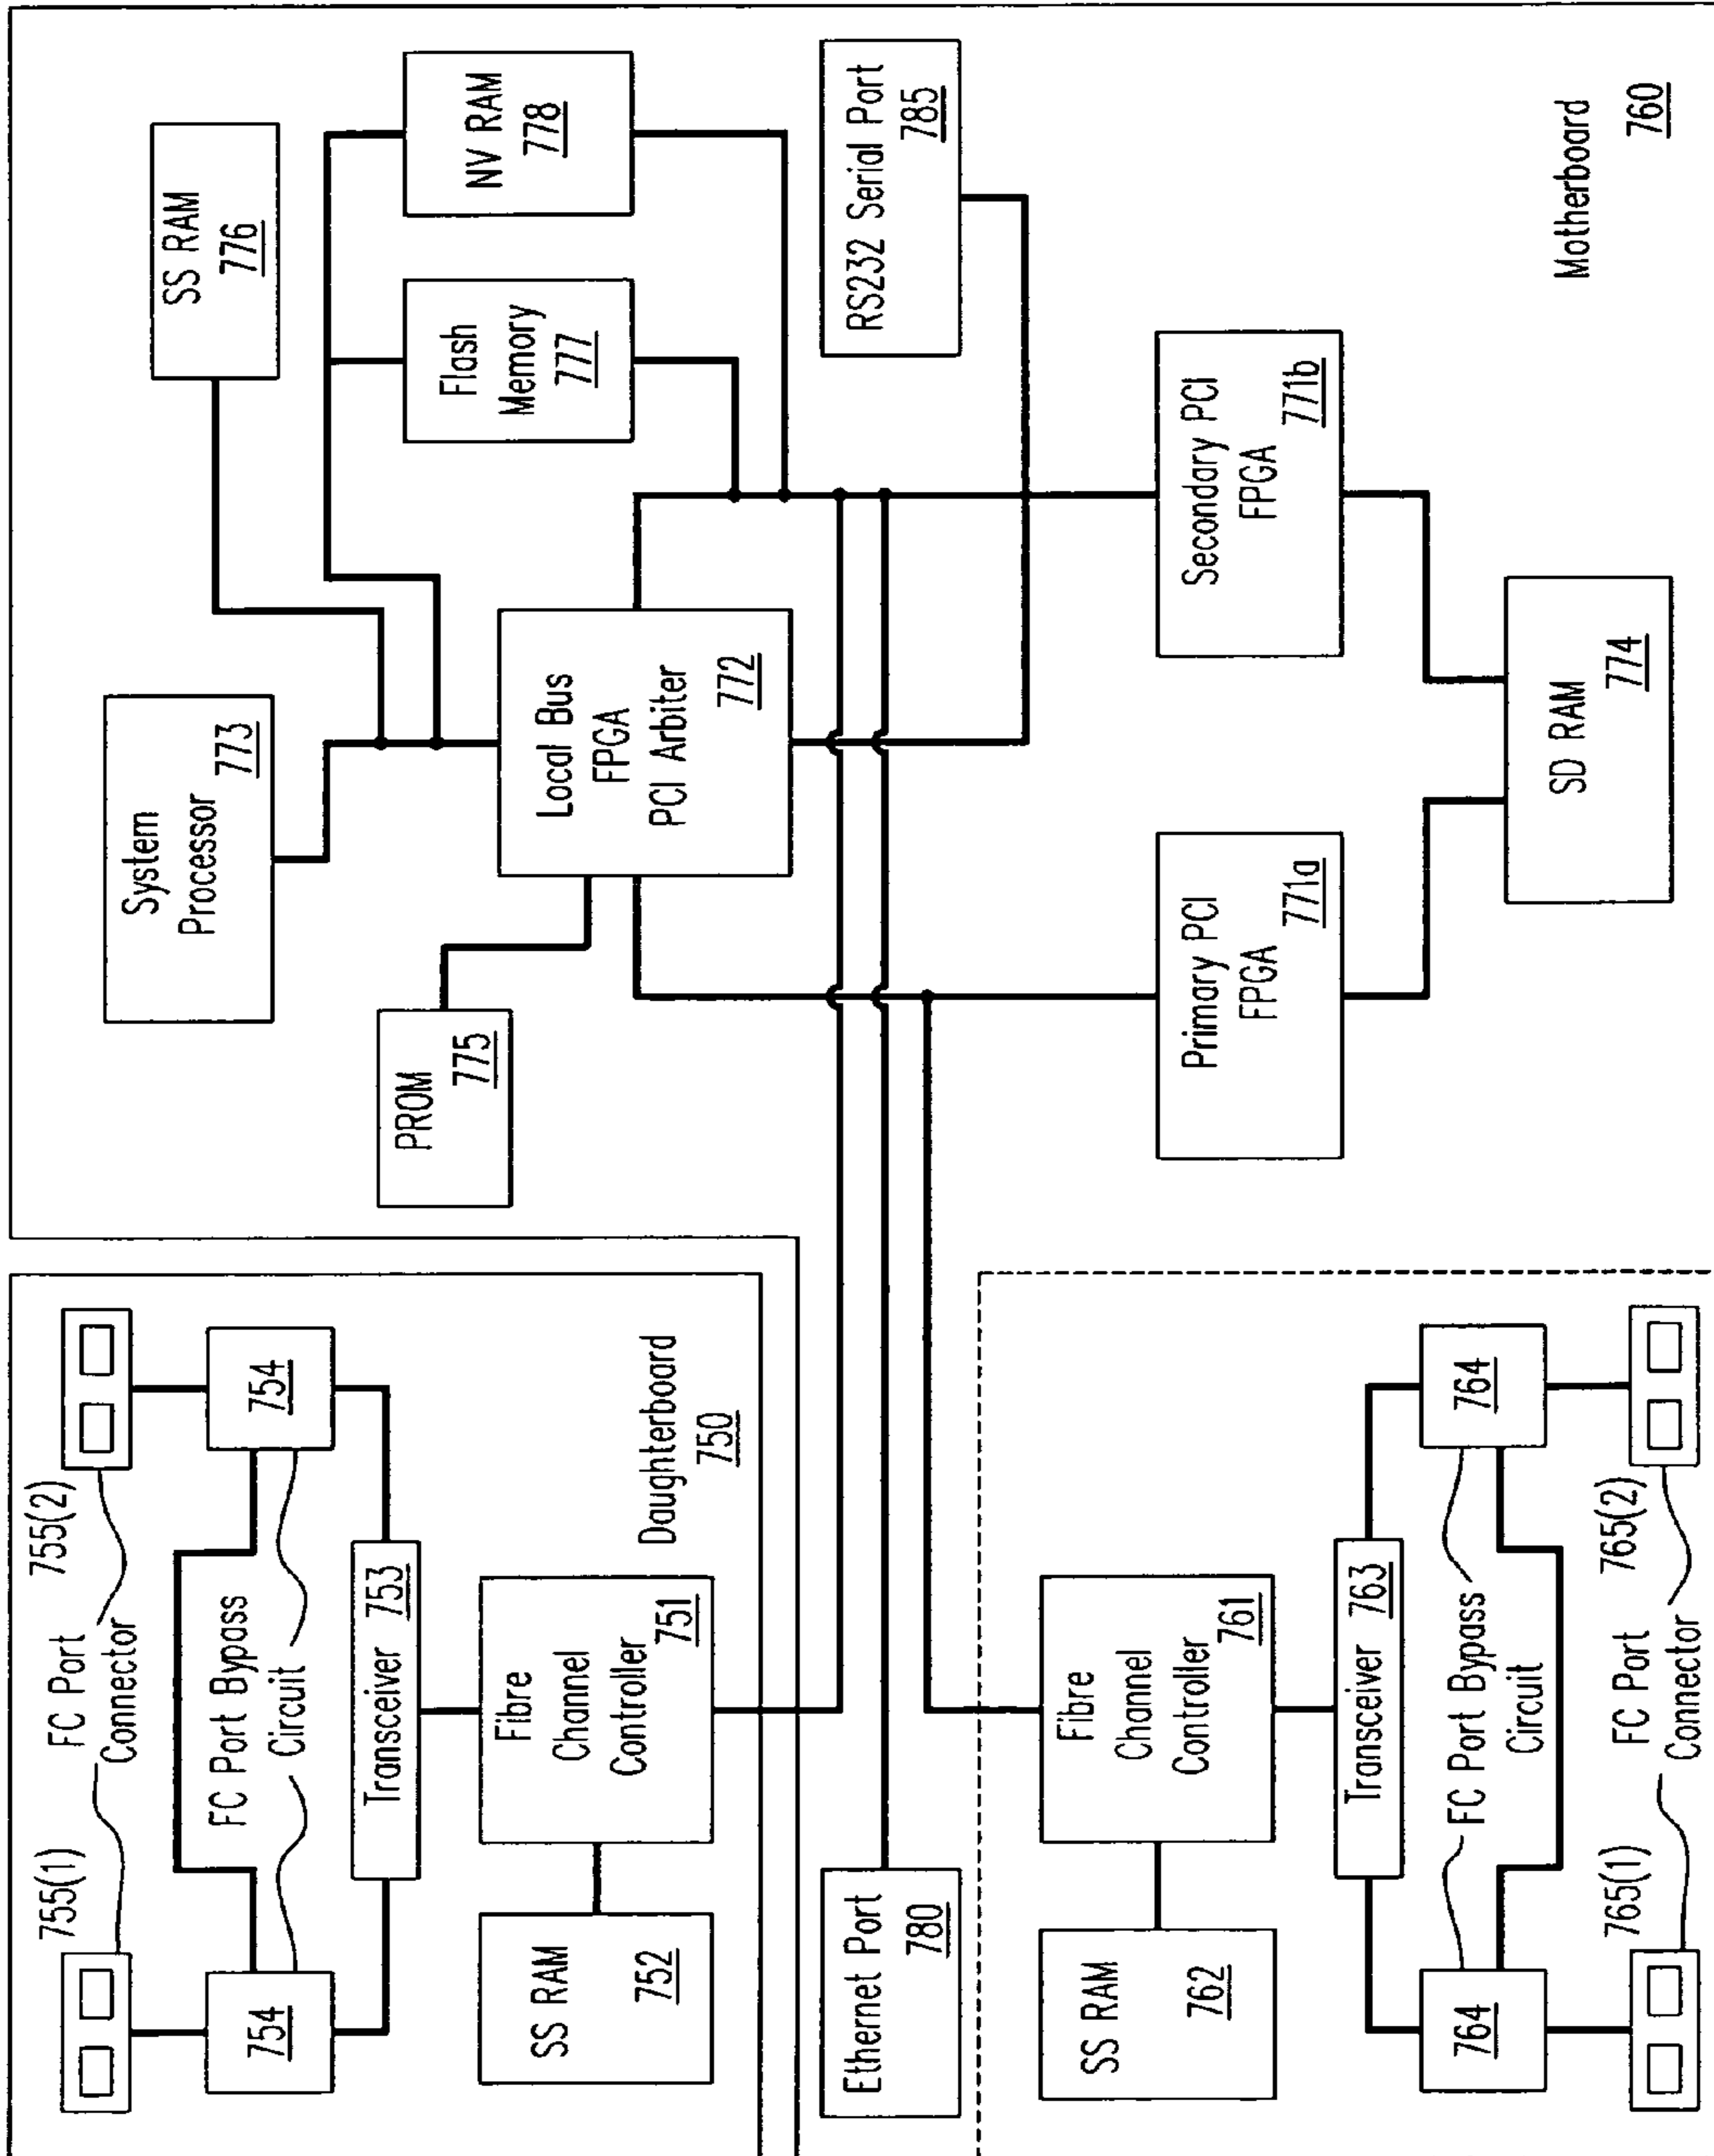 755(1)
FC Port
Connector
755(2)
754
FC Port Bypass
Circuit
754
Transceiver 753
SS RAM
752
Fibre
Channel
Controller
751
Daughterboard
750
Ethernet Port
780
SS RAM
762
Fibre
Channel
Controller
761
Transceiver 763
764
FC Port Bypass
Circuit
764
765(1)
FC Port
Connector
765(2)
System
Processor
773
SS RAM
776
PROM
775
Local Bus
FPGA
PCI Arbiter
772
Flash
Memory
777
NV RAM
778
RS232 Serial Port
785
Primary PCI
FPGA
771a
Secondary PCI
FPGA
771b
SD RAM
774
Motherboard
760